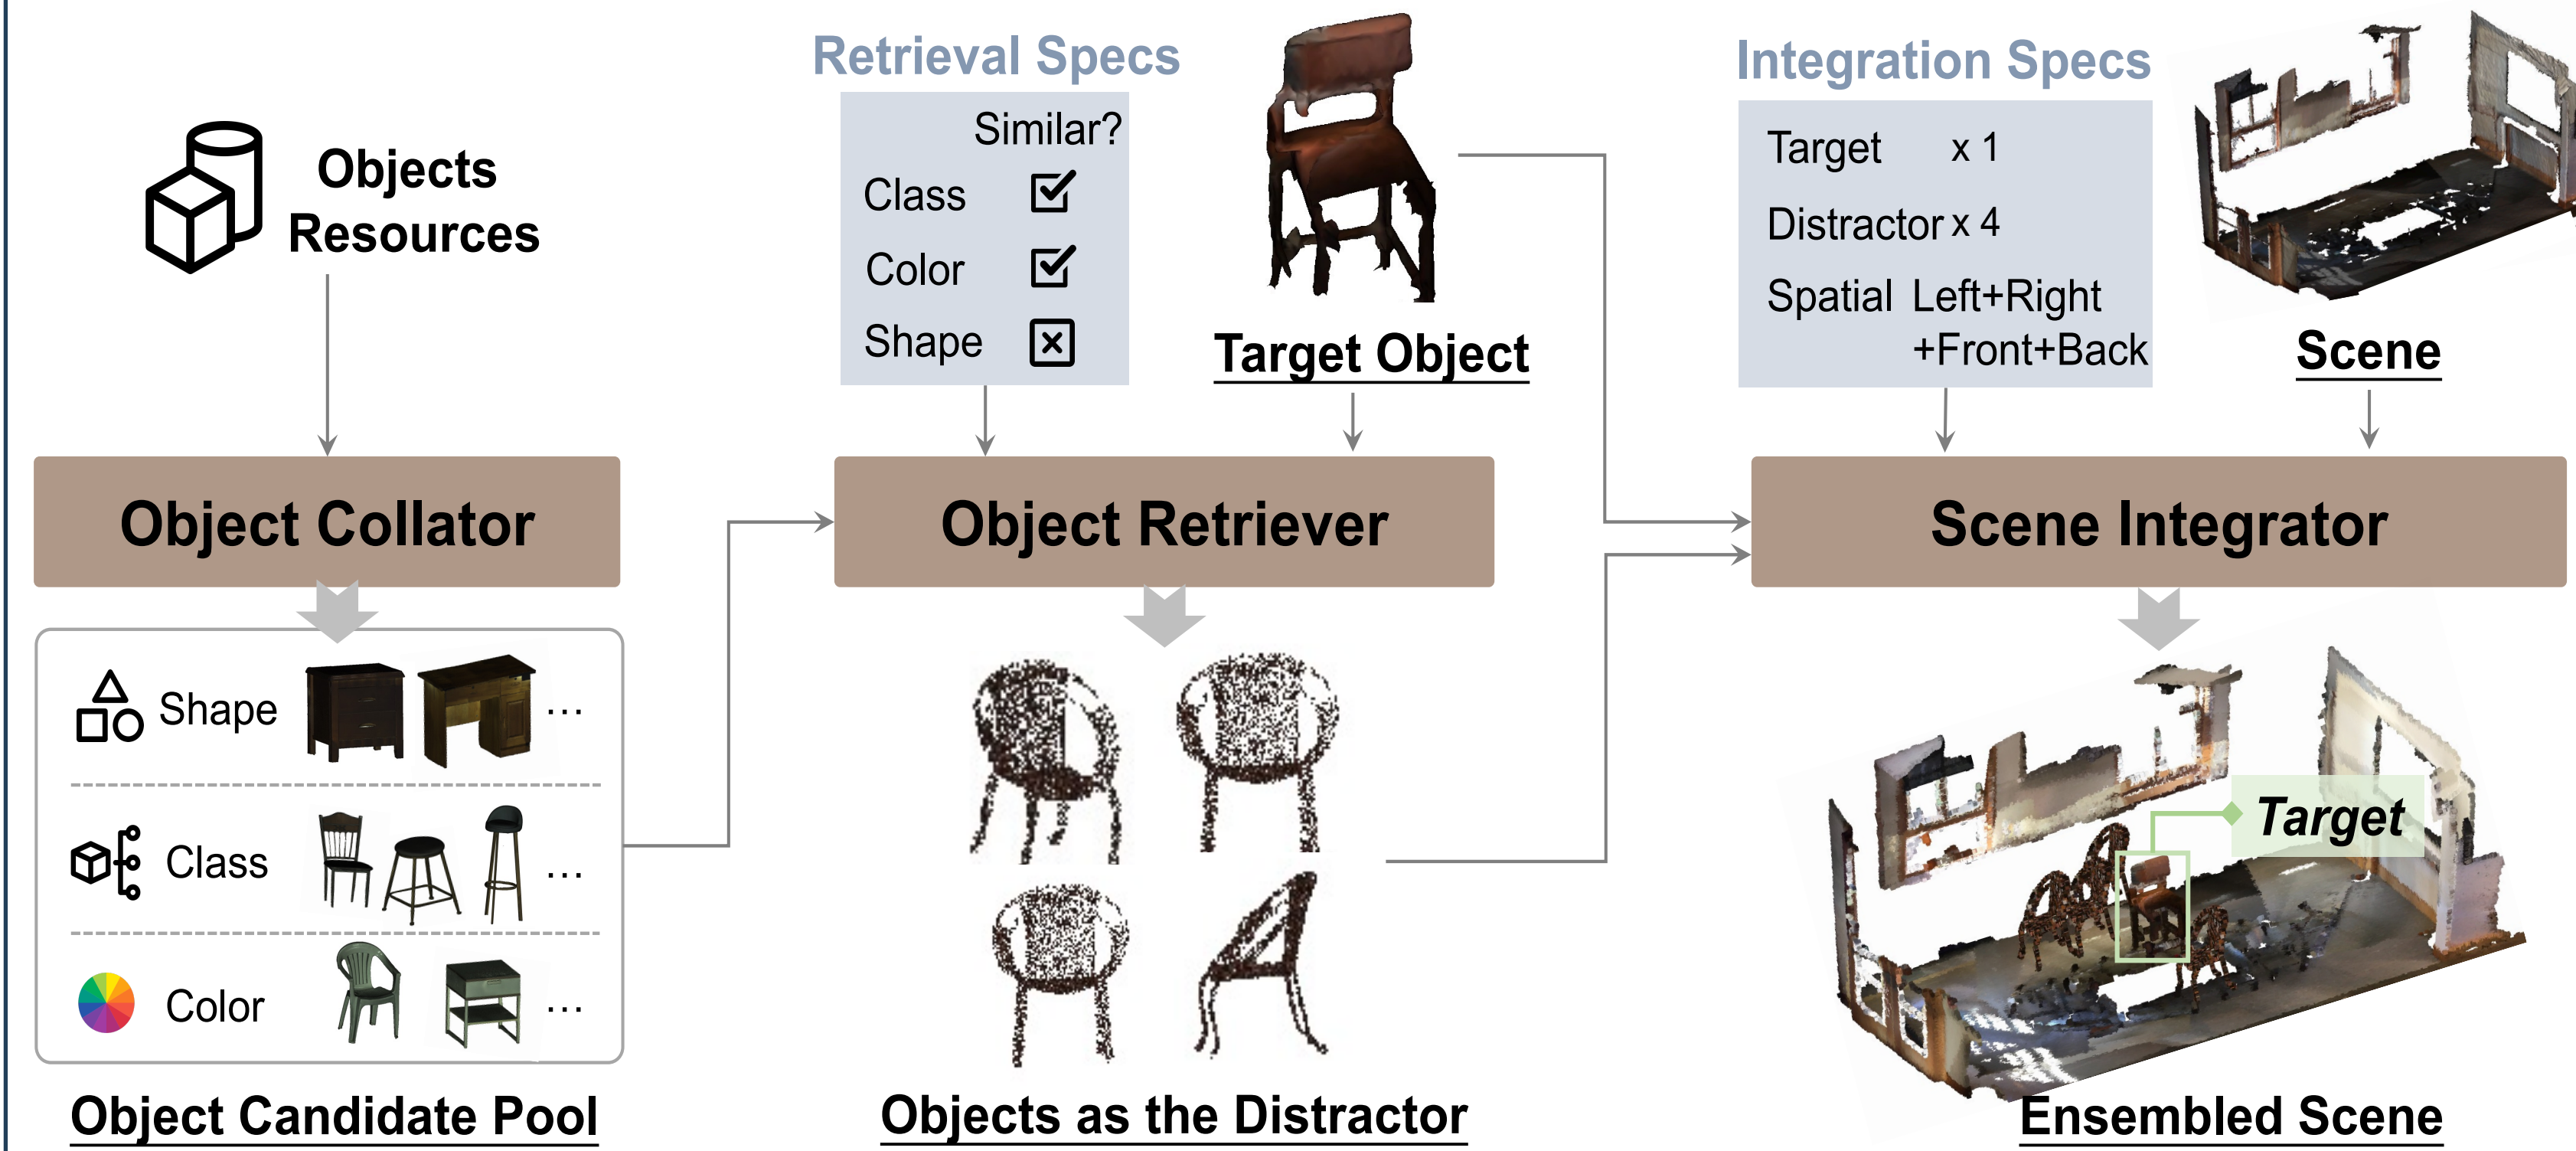 Objects
Resources
Object Collator
Shape ...
Class ...
Color ...
Object Candidate Pool
Retrieval Specs
Similar?
Class
Color
Shape
Target Object
Object Retriever
Objects as the Distractor
Integration Specs
Target x 1
Distractor x 4
Spatial Left+Right
+Front+Back
Scene
Scene Integrator
Target
Ensembled Scene